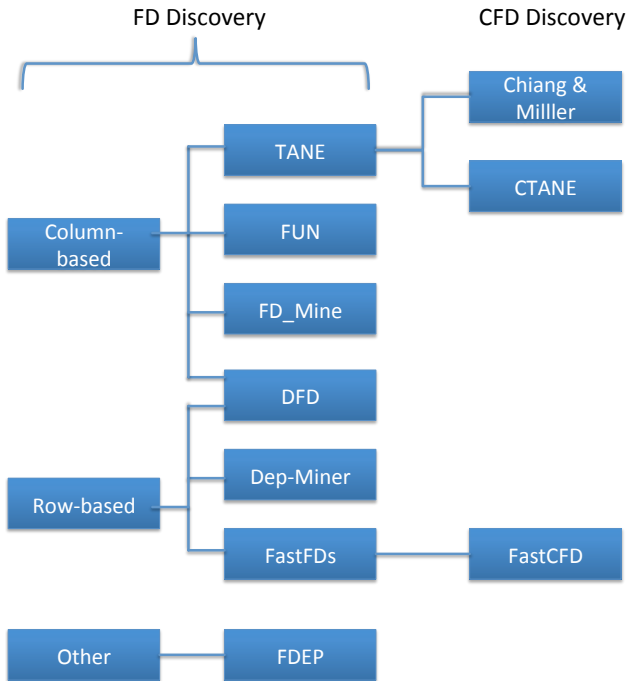 FD Discovery
CFD Discovery
Chiang &
Milller
TANE
CTANE
Column-
based
FUN
FD_Mine
DFD
Dep-Miner
Row-based
FastFDs
FastCFD
Other
FDEP